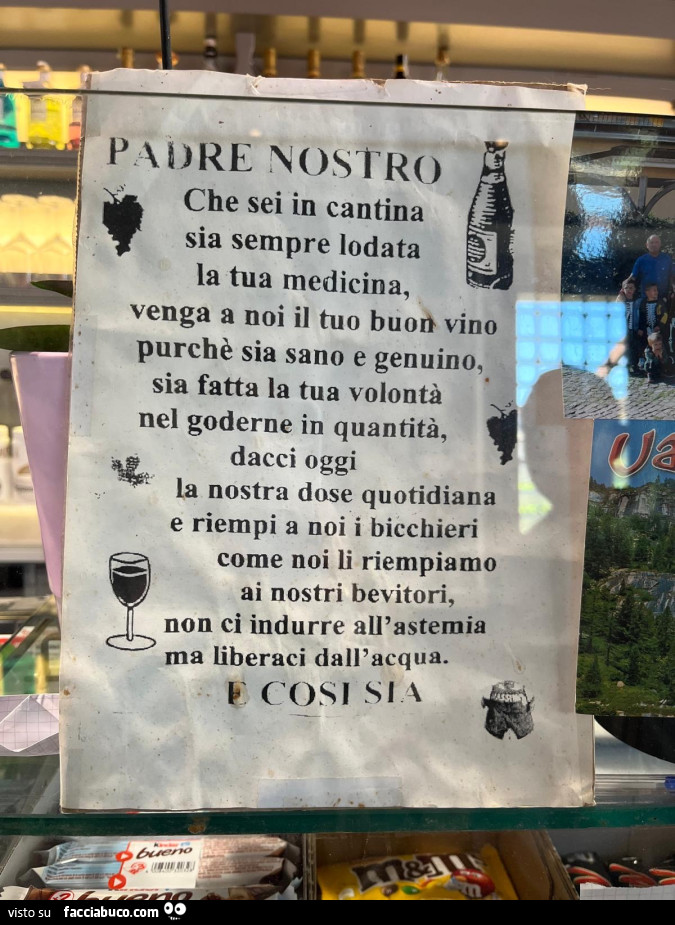 PADRE NOSTRO
Che sei in cantina
sia sempre lodata
la tua medicina,
venga a noi il tuo buon vino
purchè sia sano e genuino,
sia fatta la tua volontà
nel goderne in quantità,
dacci oggi
la nostra dose quotidiana
e riempi a noi i bicchieri
come noi li riempiamo
ai nostri bevitori,
non ci indurre all'astemia
ma liberaci dall'acqua.
E COSI SIA
Ua
Kinder
bueno
bueno
m&m's
visto su facciabuco.com